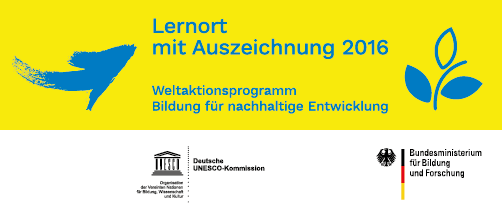 Lernort
mit Auszeichnung 2016
Weltaktionsprogramm
Bildung für nachhaltige Entwicklung
Deutsche
UNESCO-Kommission
Organisation
der Vereinten Nationen
für Bildung, Wissenschaft
und Kultur
Bundesministerium
für Bildung
und Forschung